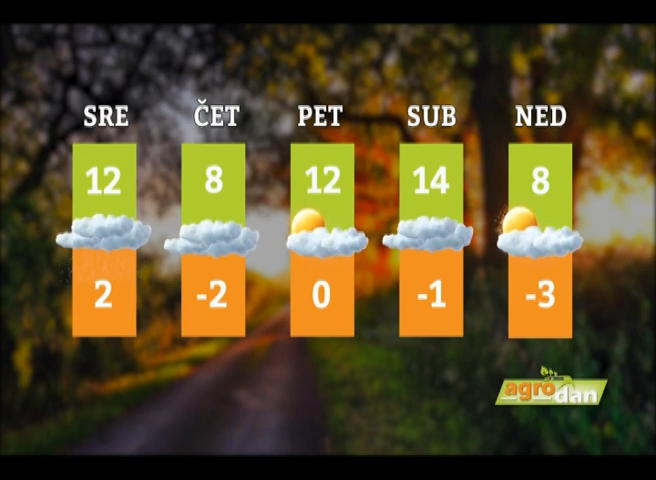 SRE ČET PET SUB NED
12 8 12 14 8
2 -2 0 -1 -3
agro dan